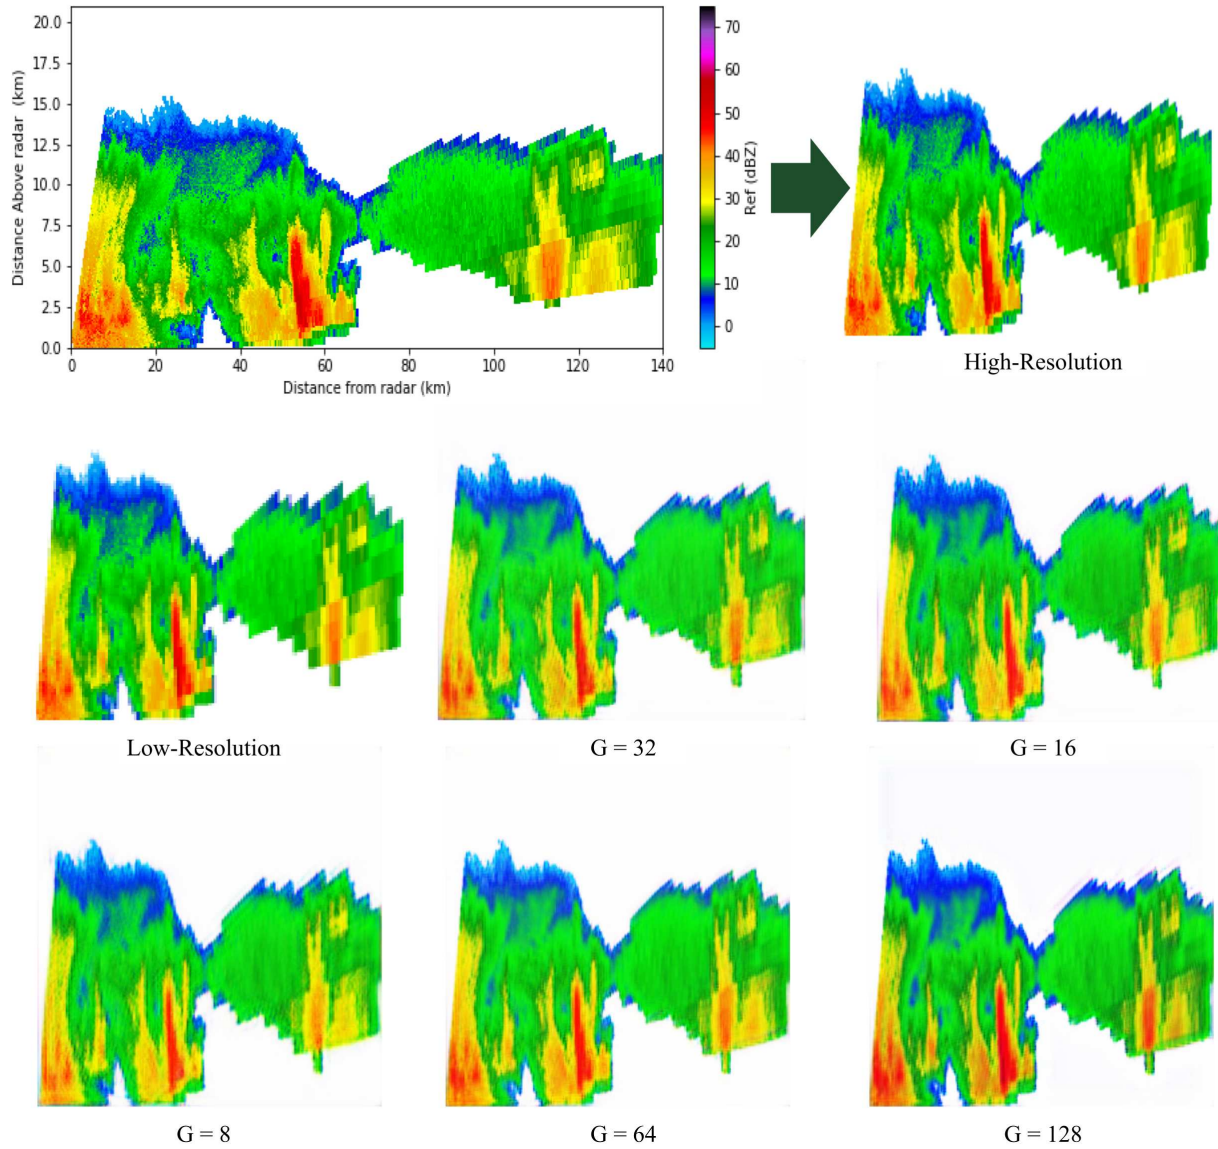 20.0
17.5
15.0
12.5
10.0
7.5
5.0
2.5
0.0
Distance Above radar (km)
0 20 40 60 80 100 120 140
Distance from radar (km)
70
60
50
40
30
20
10
0
Ref (dBZ)
High-Resolution
Low-Resolution
G = 32
G = 16
G = 8
G = 64
G = 128